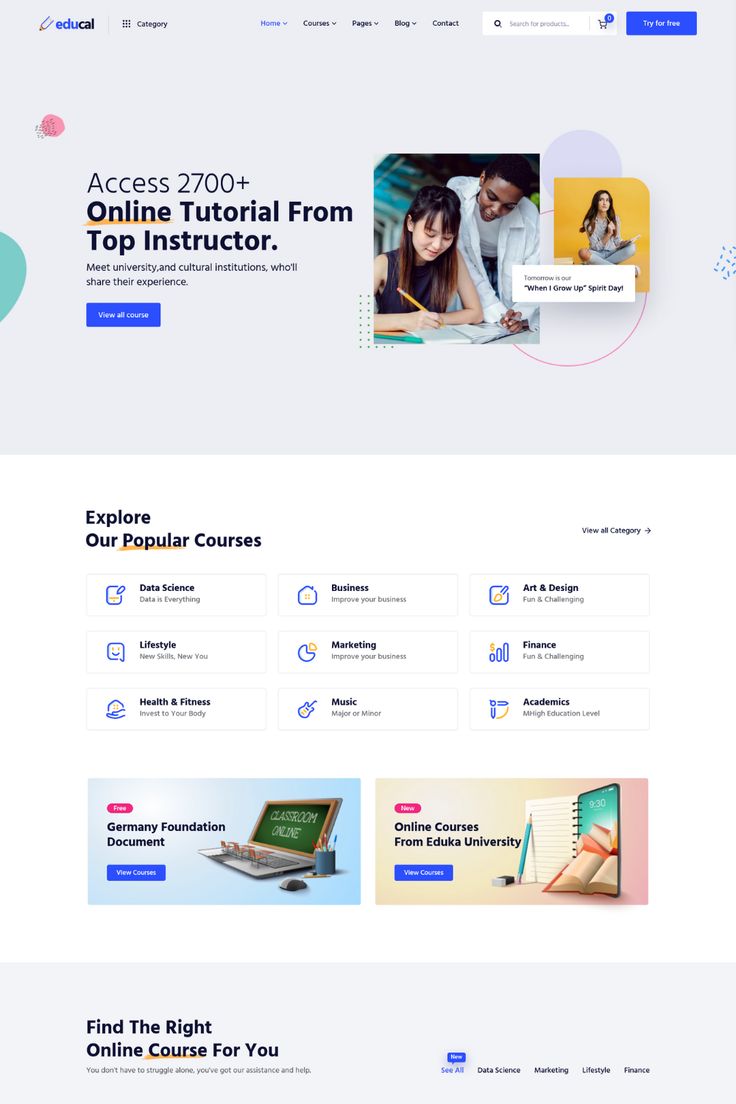 educal
Category
Home
Courses
Pages
Blog
Contact
Search for products...
0
Try for free
Access 2700+
Online Tutorial From
Top Instructor.
Meet university,and cultural institutions, who'll
share their experience.
View all course
Tomorrow is our
“When I Grow Up” Spirit Day!
Explore
Our Popular Courses
View all Category
Data Science
Data is Everything
Business
Improve your business
Art & Design
Fun & Challenging
Lifestyle
New Skills, New You
Marketing
Improve your business
Finance
Fun & Challenging
Health & Fitness
Invest to Your Body
Music
Major or Minor
Academics
MHigh Education Level
Free
Germany Foundation
Document
View Courses
CLASSROOM
ONLINE
New
Online Courses
From Eduka University
View Courses
9:30
Find The Right
Online Course For You
You don't have to struggle alone, you've got our assistance and help.
New
See All
Data Science
Marketing
Lifestyle
Finance